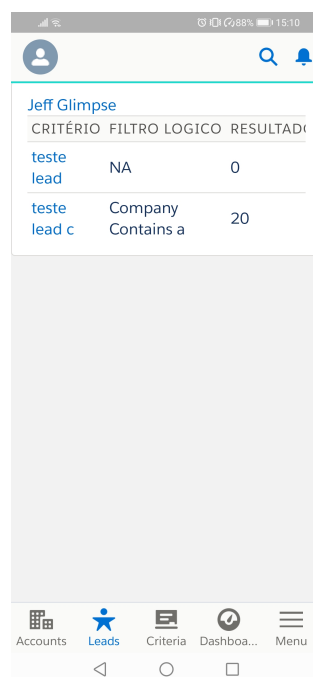 88% 15:10
Jeff Glimpse
CRITÉRIO FILTRO LOGICO RESULTADO
teste
lead
NA
0
teste
lead c
Company
Contains a
20
Accounts Leads Criteria Dashboa... Menu